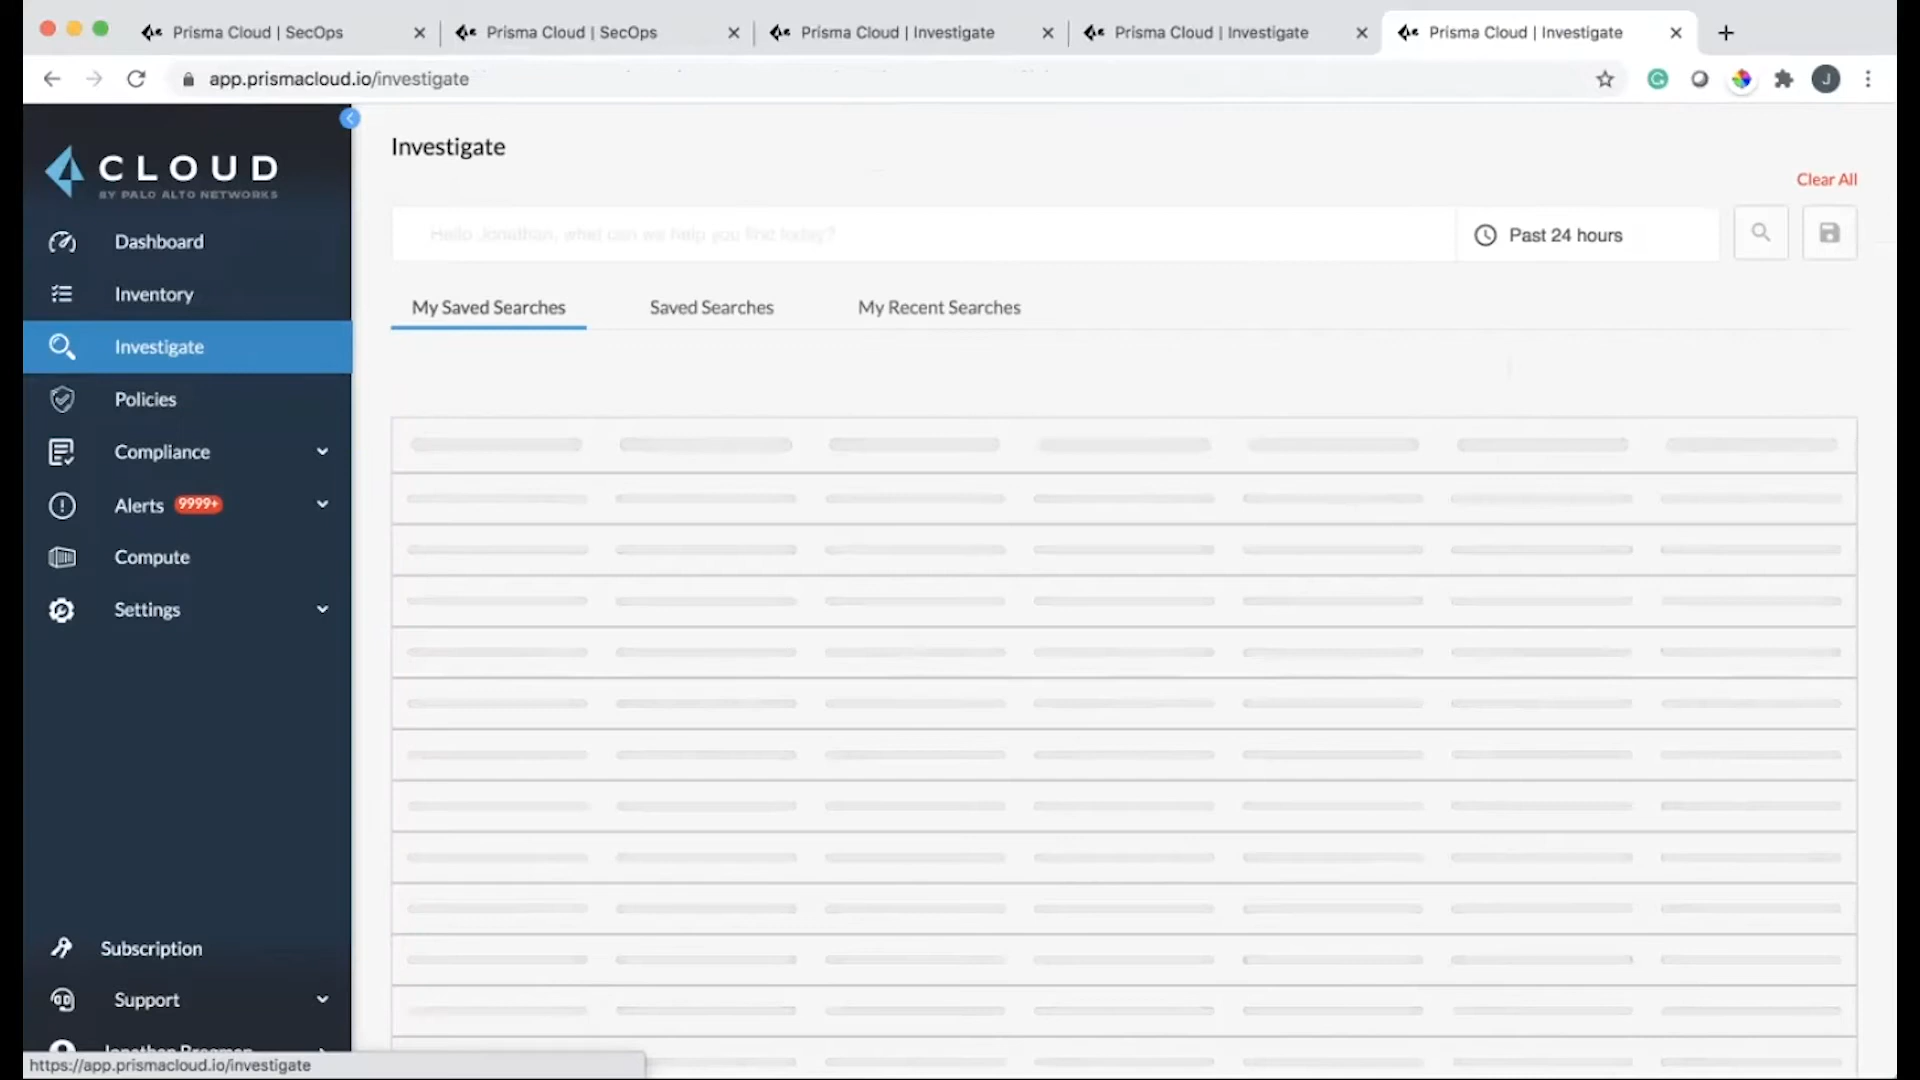 Prisma Cloud | SecOps
Prisma Cloud | SecOps
Prisma Cloud | Investigate
Prisma Cloud | Investigate
Prisma Cloud | Investigate
app.prismacloud.io/investigate
J
CLOUD
BY PALO ALTO NETWORKS
Investigate
Clear All
Hello Jonathan, what can we help you find today?
Past 24 hours
My Saved Searches
Saved Searches
My Recent Searches
Dashboard
Inventory
Investigate
Policies
Compliance
Alerts 9999+
Compute
Settings
Subscription
Support
Jonathan Bregman
https://app.prismacloud.io/investigate